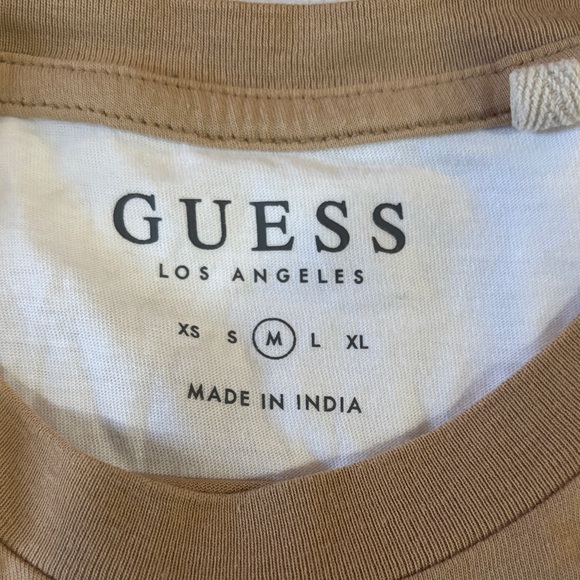 GUESS
LOS ANGELES
XS S M L XL
MADE IN INDIA